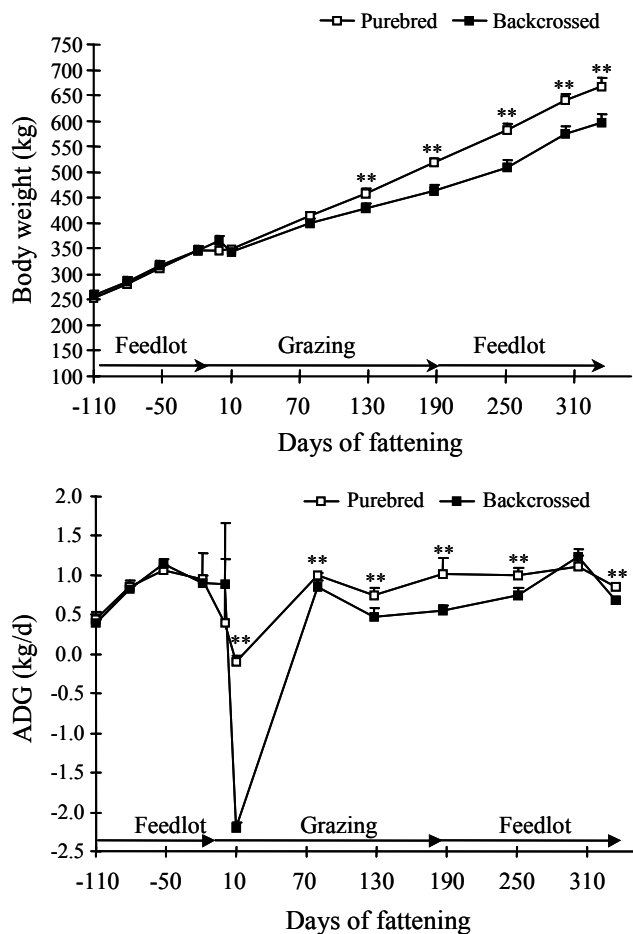 Purebred Backcrossed
750
700
650
600
550
500
450
400
350
300
250
200
150
100
Body weight (kg)
** ** ** ** **
Feedlot Grazing Feedlot
-110 -50 10 70 130 190 250 310
Days of fattening
2.0
1.5
1.0
0.5
0.0
-0.5
-1.0
-1.5
-2.0
-2.5
ADG (kg/d)
Purebred Backcrossed
** ** ** ** ** **
Feedlot Grazing Feedlot
-110 -50 10 70 130 190 250 310
Days of fattening